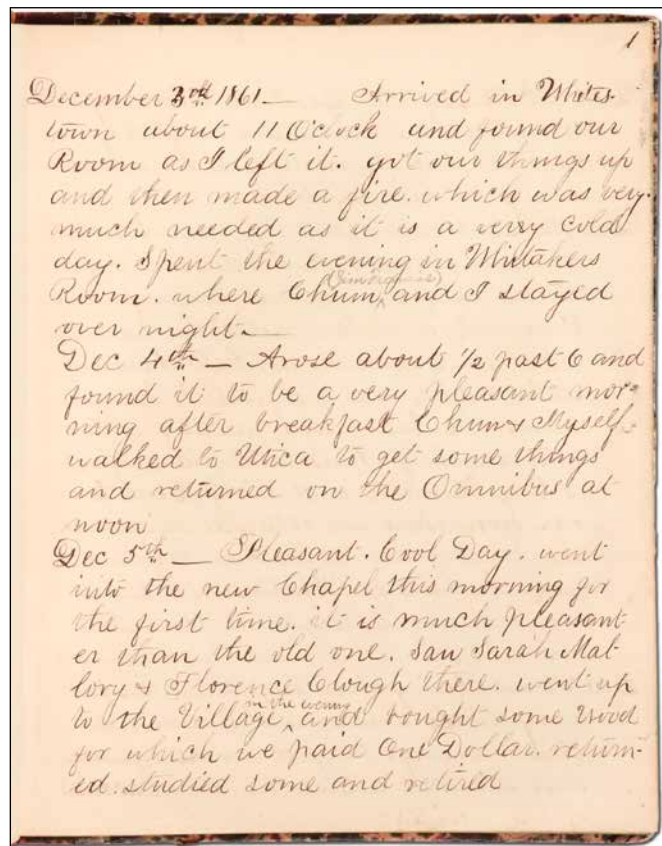 1
December 3rd 1861 — Arrived in Whites-
town about 11 O'clock and found our
Room as I left it. got our things up
and then made a fire. which was very
much needed as it is a very cold
day. Spent the evening in Whitakers
Room. where Chum, and I stayed
over night. —
Dec 4th — Arose about 1/2 past 6 and
found it to be a very pleasant mor-
ning after breakfast Chum & Myself
walked to Utica to get some things
and returned on the Omnibus at
noon
Dec 5th — Pleasant. Cool Day. went
into the new Chapel this morning for
the first time. it is much pleasant-
er than the old one. Saw Sarah Mal-
lory & Florence Clough there. went up
in the evening
to the Village ^ and bought some wood
for which we paid One Dollar. return-
ed. studied some and retired